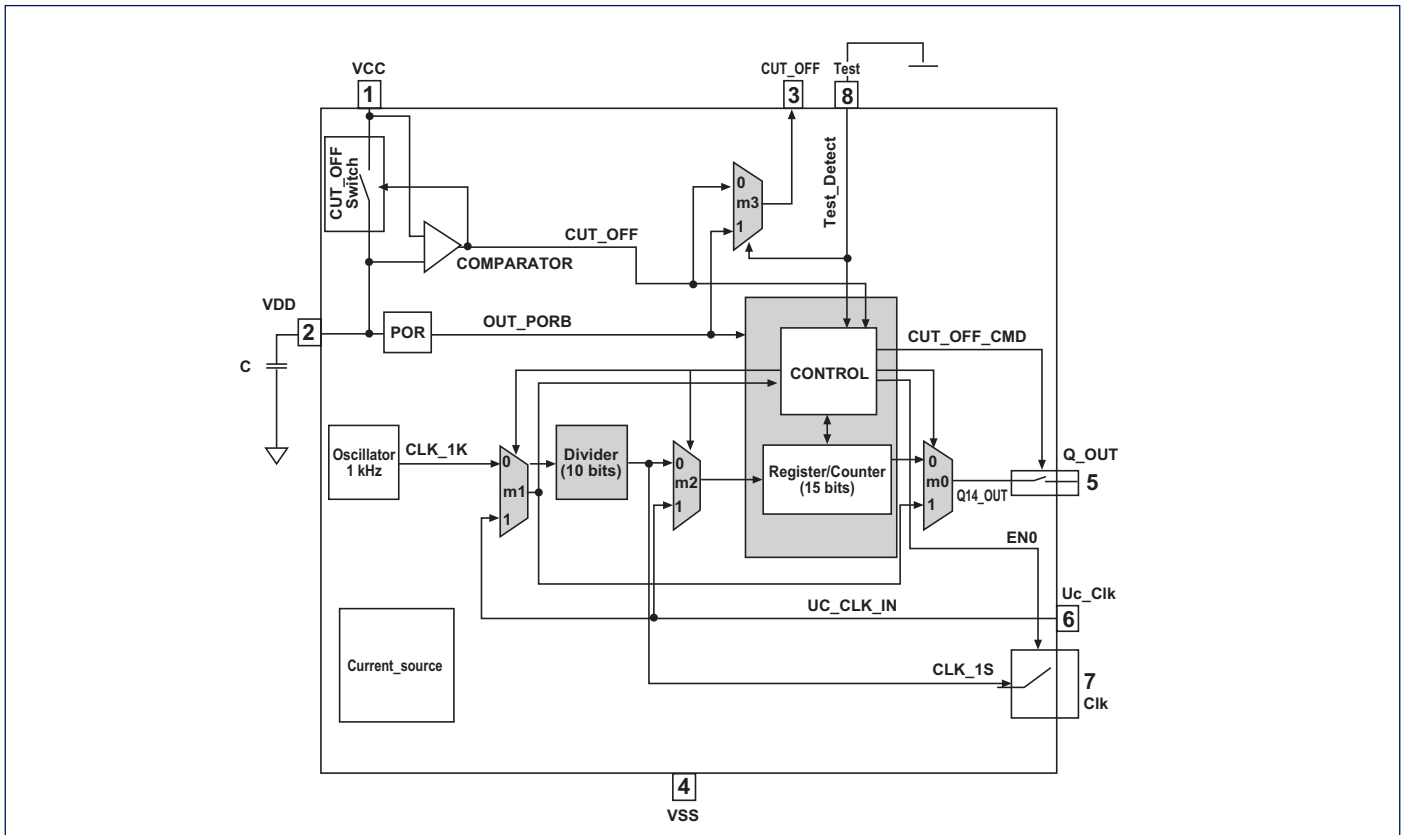 VCC
1
CUT_OFF
3
Test
8
CUT_OFF
Switch
Test_Detect
0
m3
1
CUT_OFF
COMPARATOR
VDD
2
POR
OUT_PORB
C
CUT_OFF_CMD
CONTROL
Oscillator
1 kHz
CLK_1K
0
m1
1
Divider
(10 bits)
0
m2
1
Register/Counter
(15 bits)
0
m0
1
Q14_OUT
Q_OUT
5
EN0
UC_CLK_IN
Uc_Clk
6
Current_source
CLK_1S
7
Clk
4
VSS